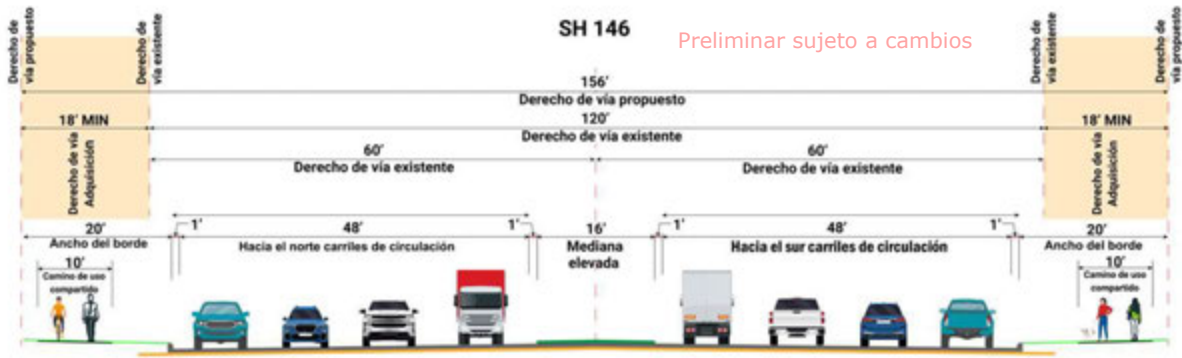 SH 146
Preliminar sujeto a cambios
Derecho de
vía propuesto
Derecho de
vía existente
Derecho de
vía existente
Derecho de
vía propuesto
156'
Derecho de vía propuesto
18' MIN
120'
18' MIN
Derecho de vía existente
Derecho de vía
Adquisición
60'
60'
Derecho de vía
Adquisición
Derecho de vía existente
Derecho de vía existente
20'
1'
48'
1'
16'
1'
48'
1'
20'
Ancho del borde
Hacia el norte carriles de circulación
Mediana
elevada
Hacia el sur carriles de circulación
Ancho del borde
10'
Camino de uso
compartido
10'
Camino de uso
compartido